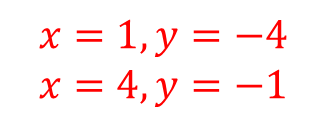 x = 1, y = −4
x = 4, y = −1